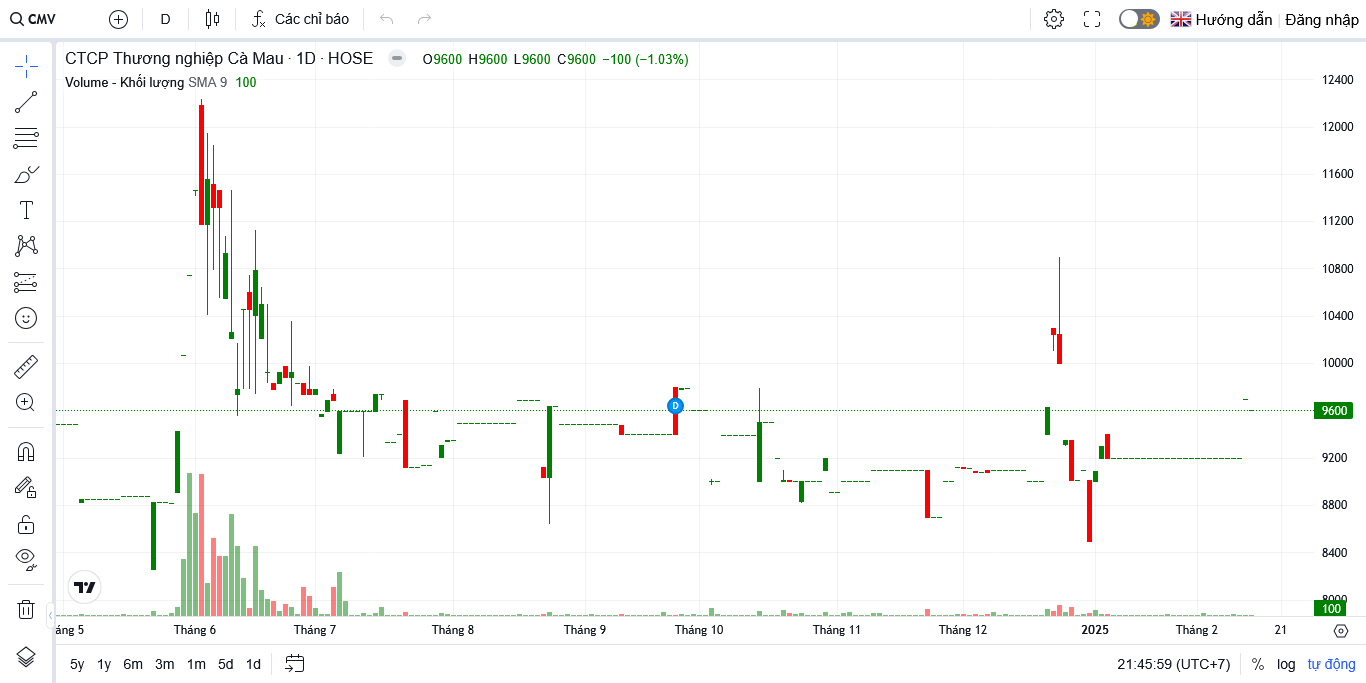 CMV D Các chỉ báo Hướng dẫn Đăng nhập
CTCP Thương nghiệp Cà Mau · 1D · HOSE O9600 H9600 L9600 C9600 −100 (−1.03%)
Volume - Khối lượng SMA 9 100
12400
12000
11600
11200
10800
10400
10000
9600
9200
8800
8400
8000
100
D
áng 5 Tháng 6 Tháng 7 Tháng 8 Tháng 9 Tháng 10 Tháng 11 Tháng 12 2025 Tháng 2 21
5y 1y 6m 3m 1m 5d 1d 21:45:59 (UTC+7) % log tự động